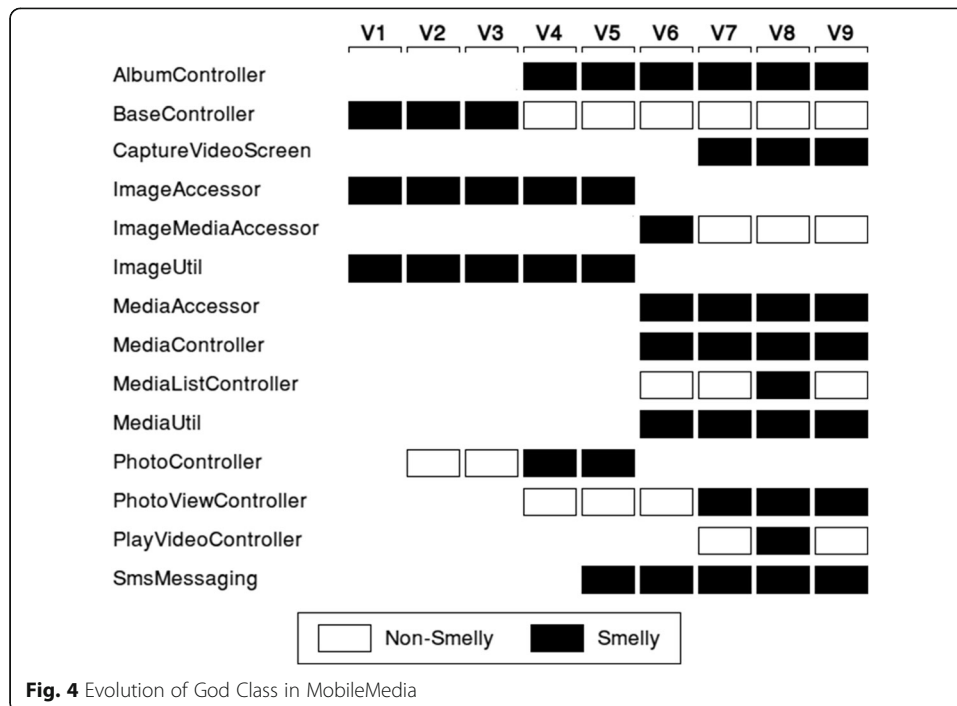 V1 V2 V3 V4 V5 V6 V7 V8 V9
AlbumController
BaseController
CaptureVideoScreen
ImageAccessor
ImageMediaAccessor
ImageUtil
MediaAccessor
MediaController
MediaListController
MediaUtil
PhotoController
PhotoViewController
PlayVideoController
SmsMessaging
Non-Smelly Smelly
Fig. 4 Evolution of God Class in MobileMedia